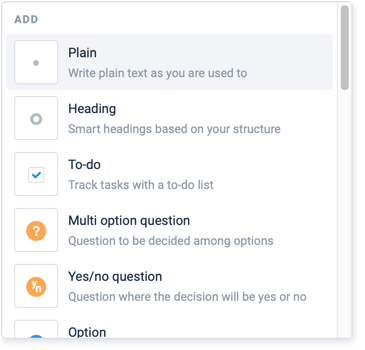 ADD
Plain
Write plain text as you are used to
Heading
Smart headings based on your structure
To-do
Track tasks with a to-do list
Multi option question
?
Question to be decided among options
Yes/no question
y/n
Question where the decision will be yes or no
Option